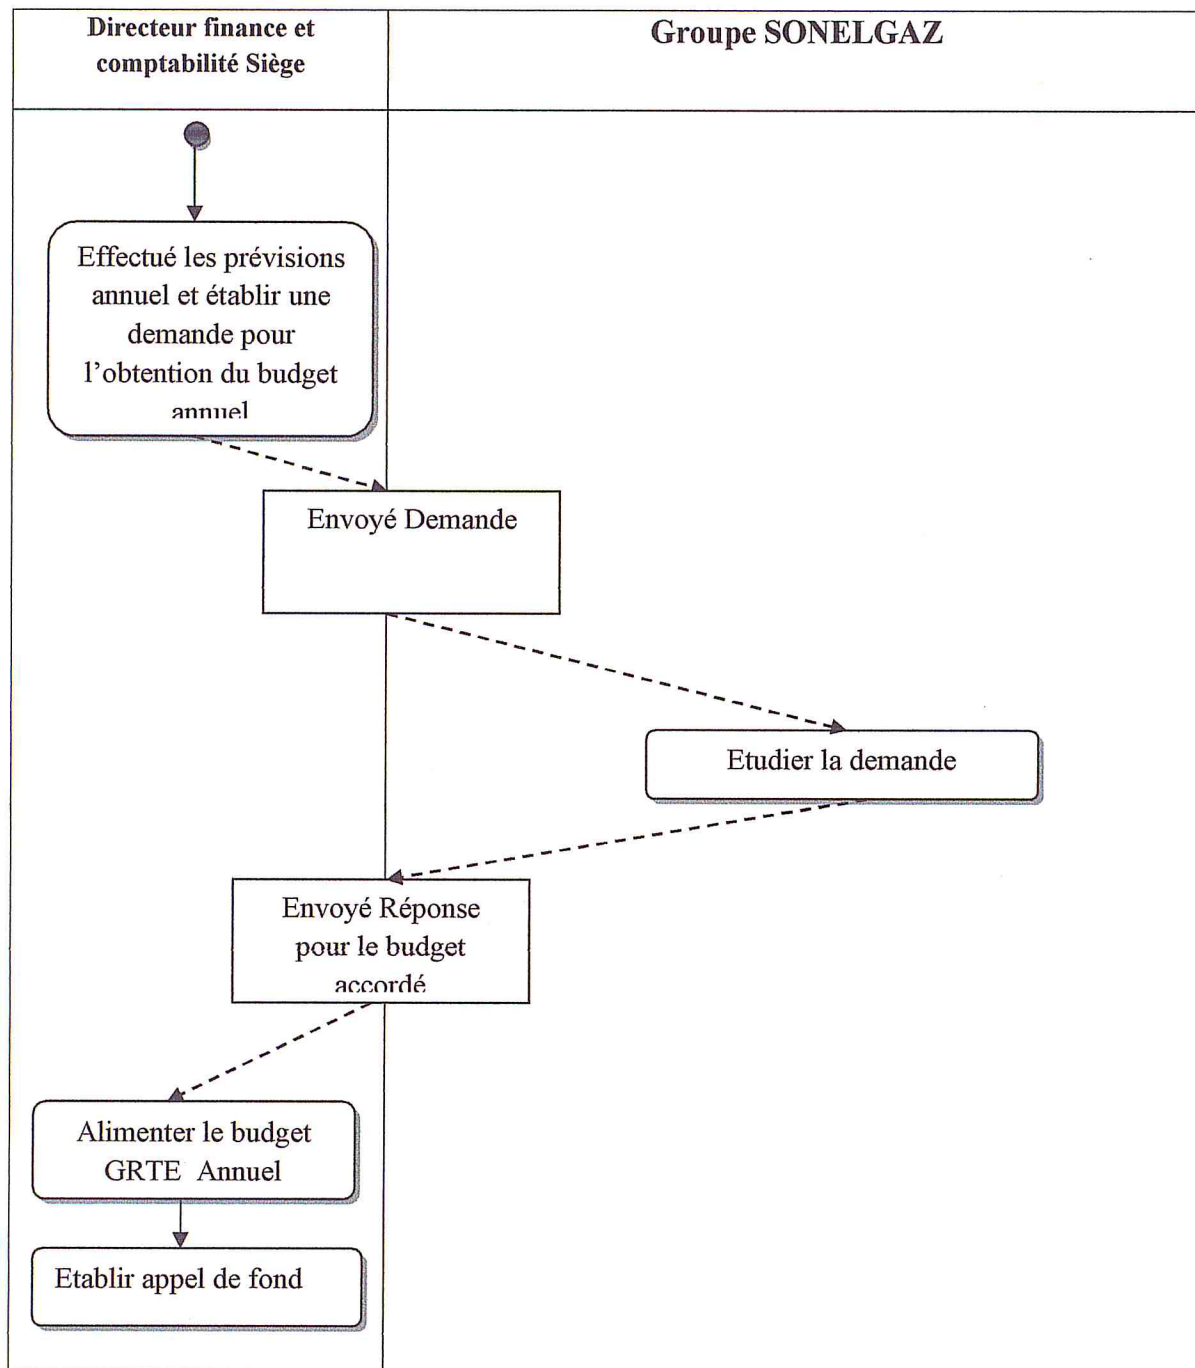 Directeur finance et
comptabilité Siège
Groupe SONELGAZ
Effectué les prévisions
annuel et établir une
demande pour
l'obtention du budget
annuel
Envoyé Demande
Etudier la demande
Envoyé Réponse
pour le budget
accordé
Alimenter le budget
GRTE Annuel
Etablir appel de fond